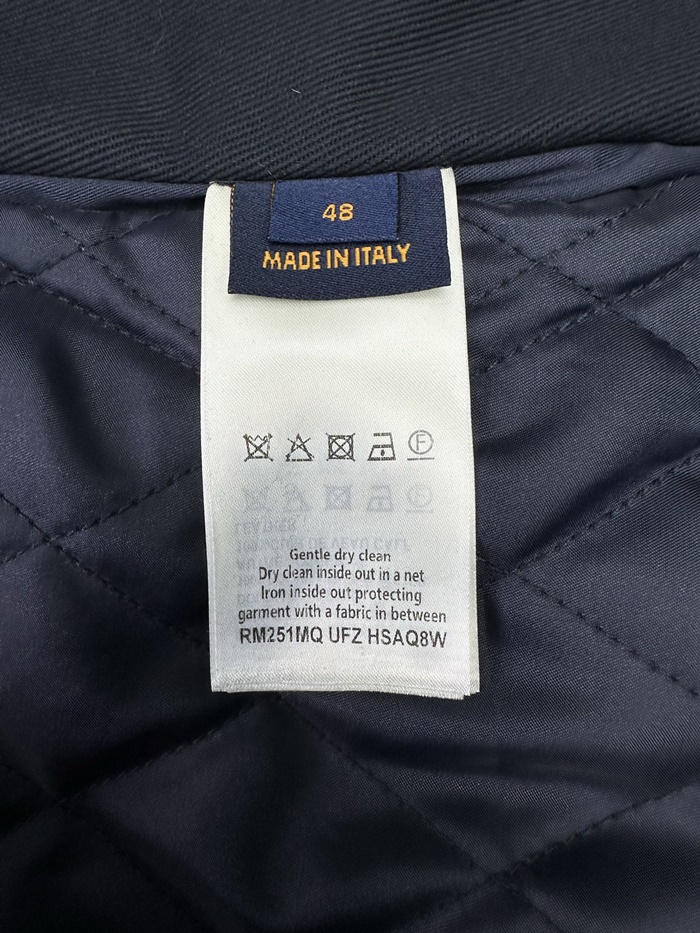 48
MADE IN ITALY
F
Gentle dry clean
Dry clean inside out in a net
Iron inside out protecting
garment with a fabric in between
RM251MQ UFZ HSAQ8W